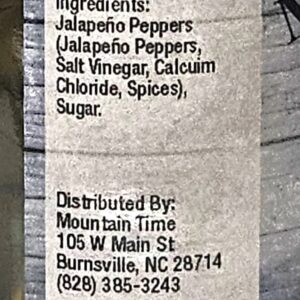 Ingredients:
Jalapeño Peppers
(Jalapeño Peppers,
Salt Vinegar, Calcuim
Chloride, Spices),
Sugar.
Distributed By:
Mountain Time
105 W Main St
Burnsville, NC 28714
(828) 385-3243